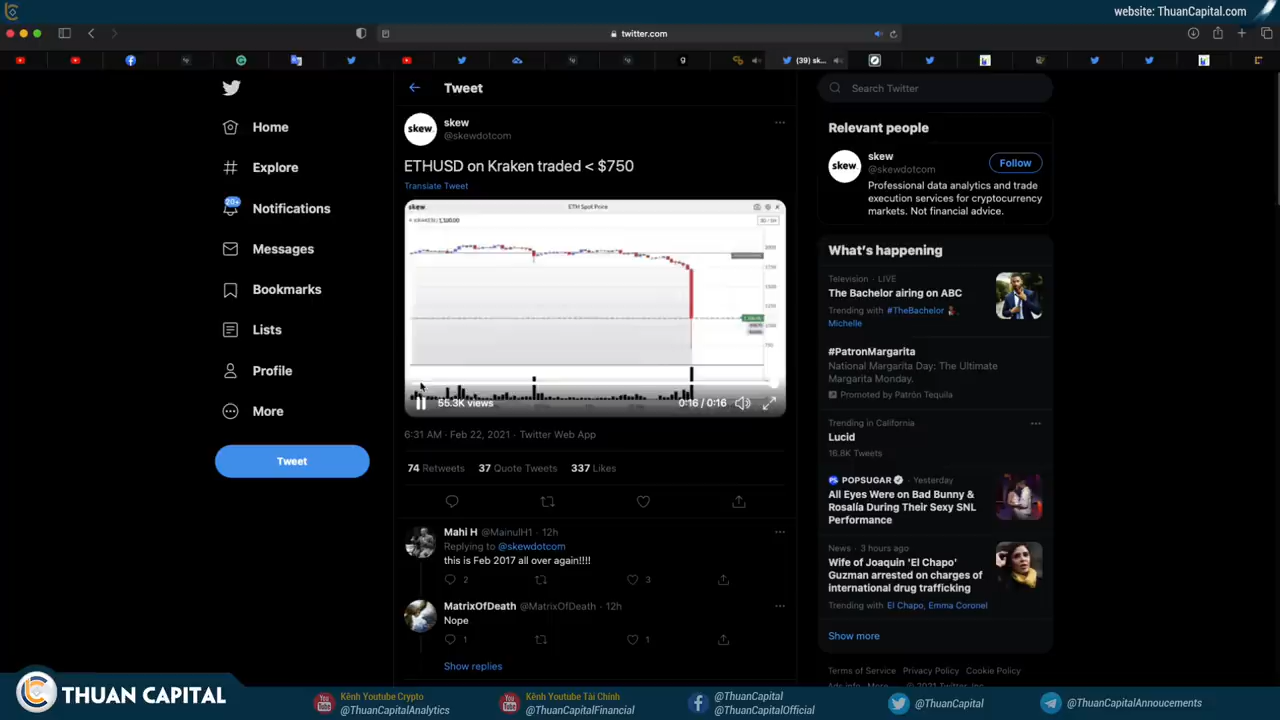 website: ThuanCapital.com
twitter.com
(39) sk...
Home
Explore
20+
Notifications
Messages
Bookmarks
Lists
Profile
More
Tweet
Tweet
skew.
skew
@skewdotcom
ETHUSD on Kraken traded < $750
Translate Tweet
skew.
ETH Spot Price
55.3K views
0:16 / 0:16
6:31 AM · Feb 22, 2021 · Twitter Web App
74 Retweets 37 Quote Tweets 337 Likes
Mahi H @MainulH1 · 12h
Replying to @skewdotcom
this is Feb 2017 all over again!!!!
2
3
MatrixOfDeath @MatrixOfDeath · 12h
Nope
1
1
Show replies
Search Twitter
Relevant people
skew.
skew
@skewdotcom
Follow
Professional data analytics and trade
execution services for cryptocurrency
markets. Not financial advice.
What's happening
Television · LIVE
The Bachelor airing on ABC
Trending with #TheBachelor
Michelle
#PatronMargarita
National Margarita Day: The Ultimate
Margarita Monday.
Promoted by Patrón Tequila
Trending in California
Lucid
16.8K Tweets
POPSUGAR · Yesterday
All Eyes Were on Bad Bunny &
Rosalía During Their Sexy SNL
Performance
News · 3 hours ago
Wife of Joaquin 'El Chapo'
Guzman arrested on charges of
international drug trafficking
Trending with El Chapo, Emma Coronel
Show more
Terms of Service Privacy Policy Cookie Policy
THUAN CAPITAL
Kênh Youtube Crypto
@ThuanCapitalAnalytics
Kênh Youtube Tài Chính
@ThuanCapitalFinancial
@ThuanCapital
@ThuanCapitalOfficial
@ThuanCapital
@ThuanCapitalAnnoucements